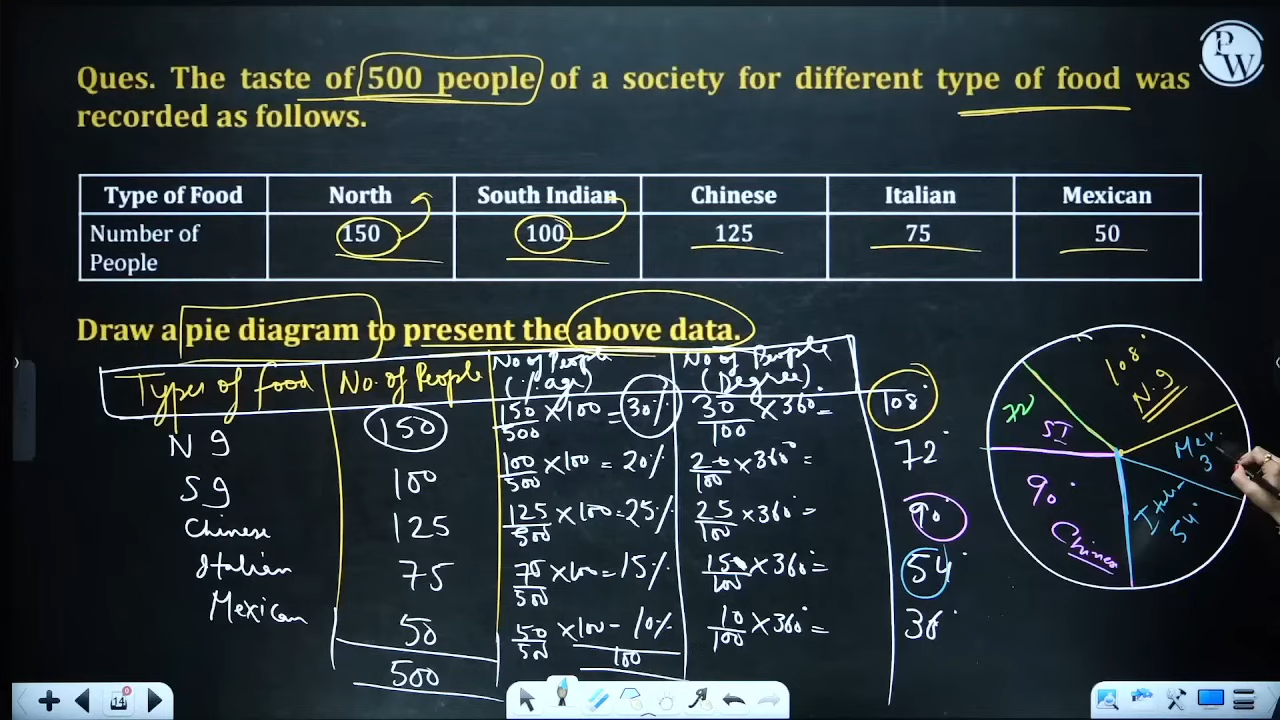 PW
Ques. The taste of 500 people of a society for different type of food was
recorded as follows.
Type of Food North South Indian Chinese Italian Mexican
Number of People 150 100 125 75 50
Draw a pie diagram to present the above data.
Types of food No. of People No of People (%.age) No of People (Degree)
N I 150 150/500 × 100 = 30% 30/100 × 360° = 108°
S I 100 100/500 × 100 = 20% 20/100 × 360° = 72°
Chinese 125 125/500 × 100 = 25% 25/100 × 360° = 90°
Italian 75 75/500 × 100 = 15% 15/100 × 360° = 54°
Mexican 50 50/500 × 100 - 10% 10/100 × 360° = 36°
500 100
108°
N.I
72
SI
Mex.
3
90°
Chinese
Italian
54°
14